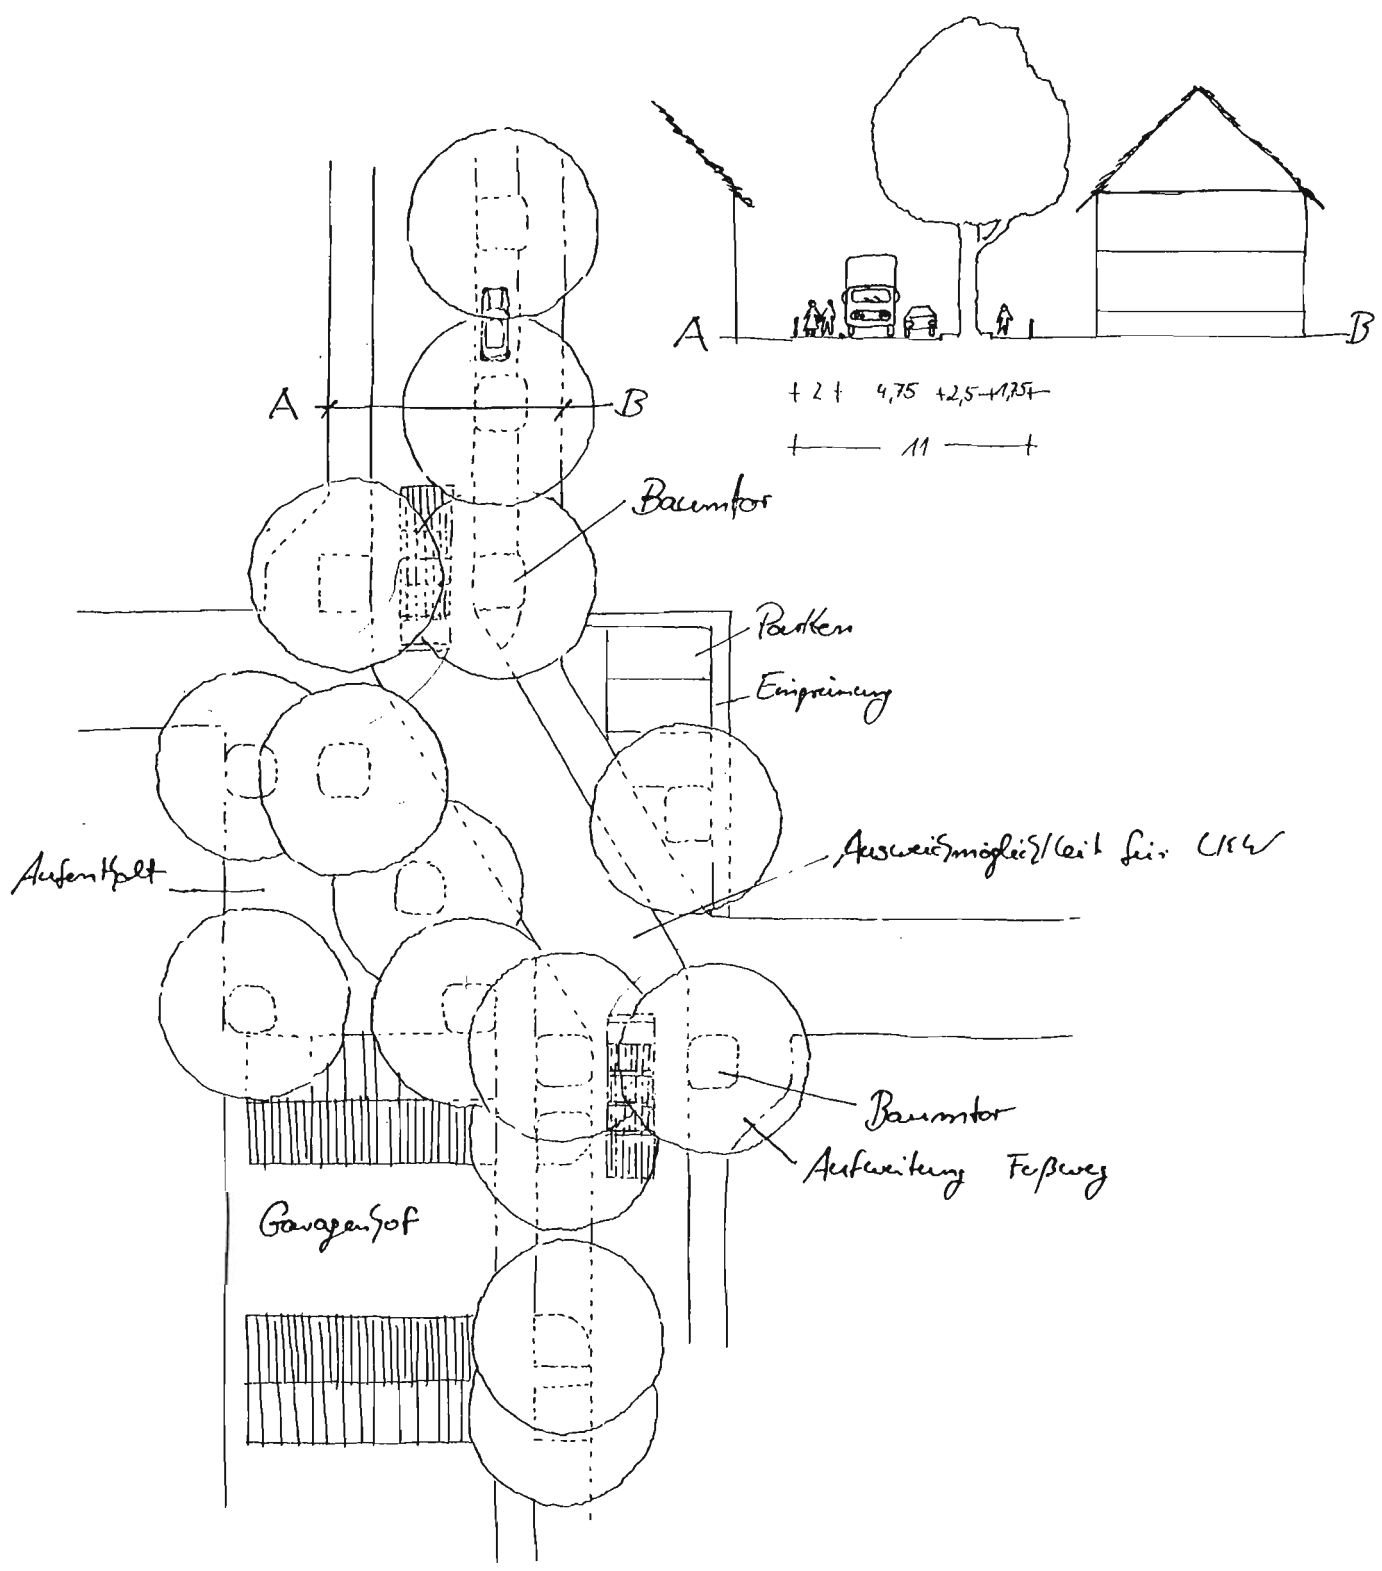 A B
+ 2 + 4,75 +2,5+1,75+
11
A B
Baumtor
Parken
Eingrünung
Ausweichmöglichkeit für LKW
Aufenthalt
Baumtor
Aufweitung Fußweg
Garagenhof